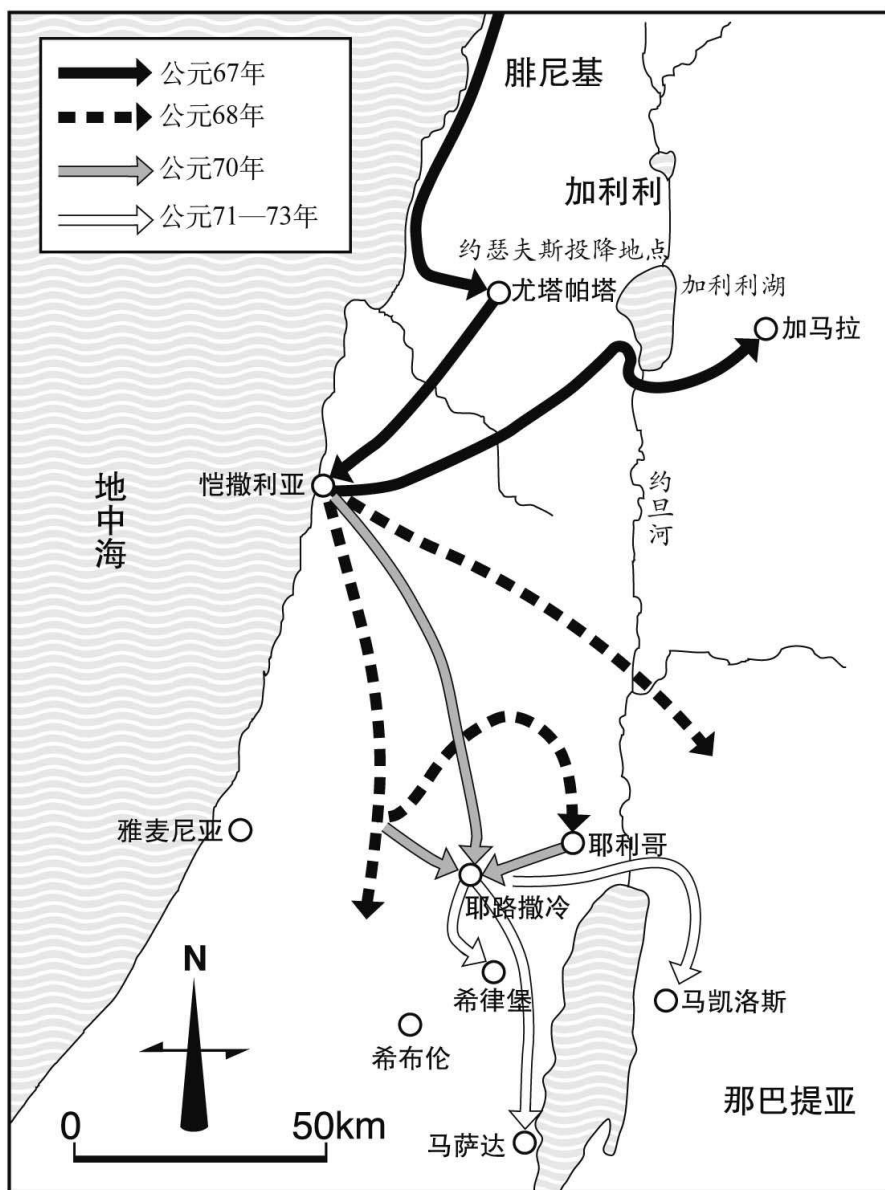 公元67年
公元68年
公元70年
公元71—73年
腓尼基
加利利
约瑟夫斯投降地点
尤塔帕塔
加利利湖
加马拉
恺撒利亚
地中海
约旦河
雅麦尼亚
耶利哥
耶路撒冷
希律堡
马凯洛斯
希布伦
那巴提亚
马萨达
N
0
50km